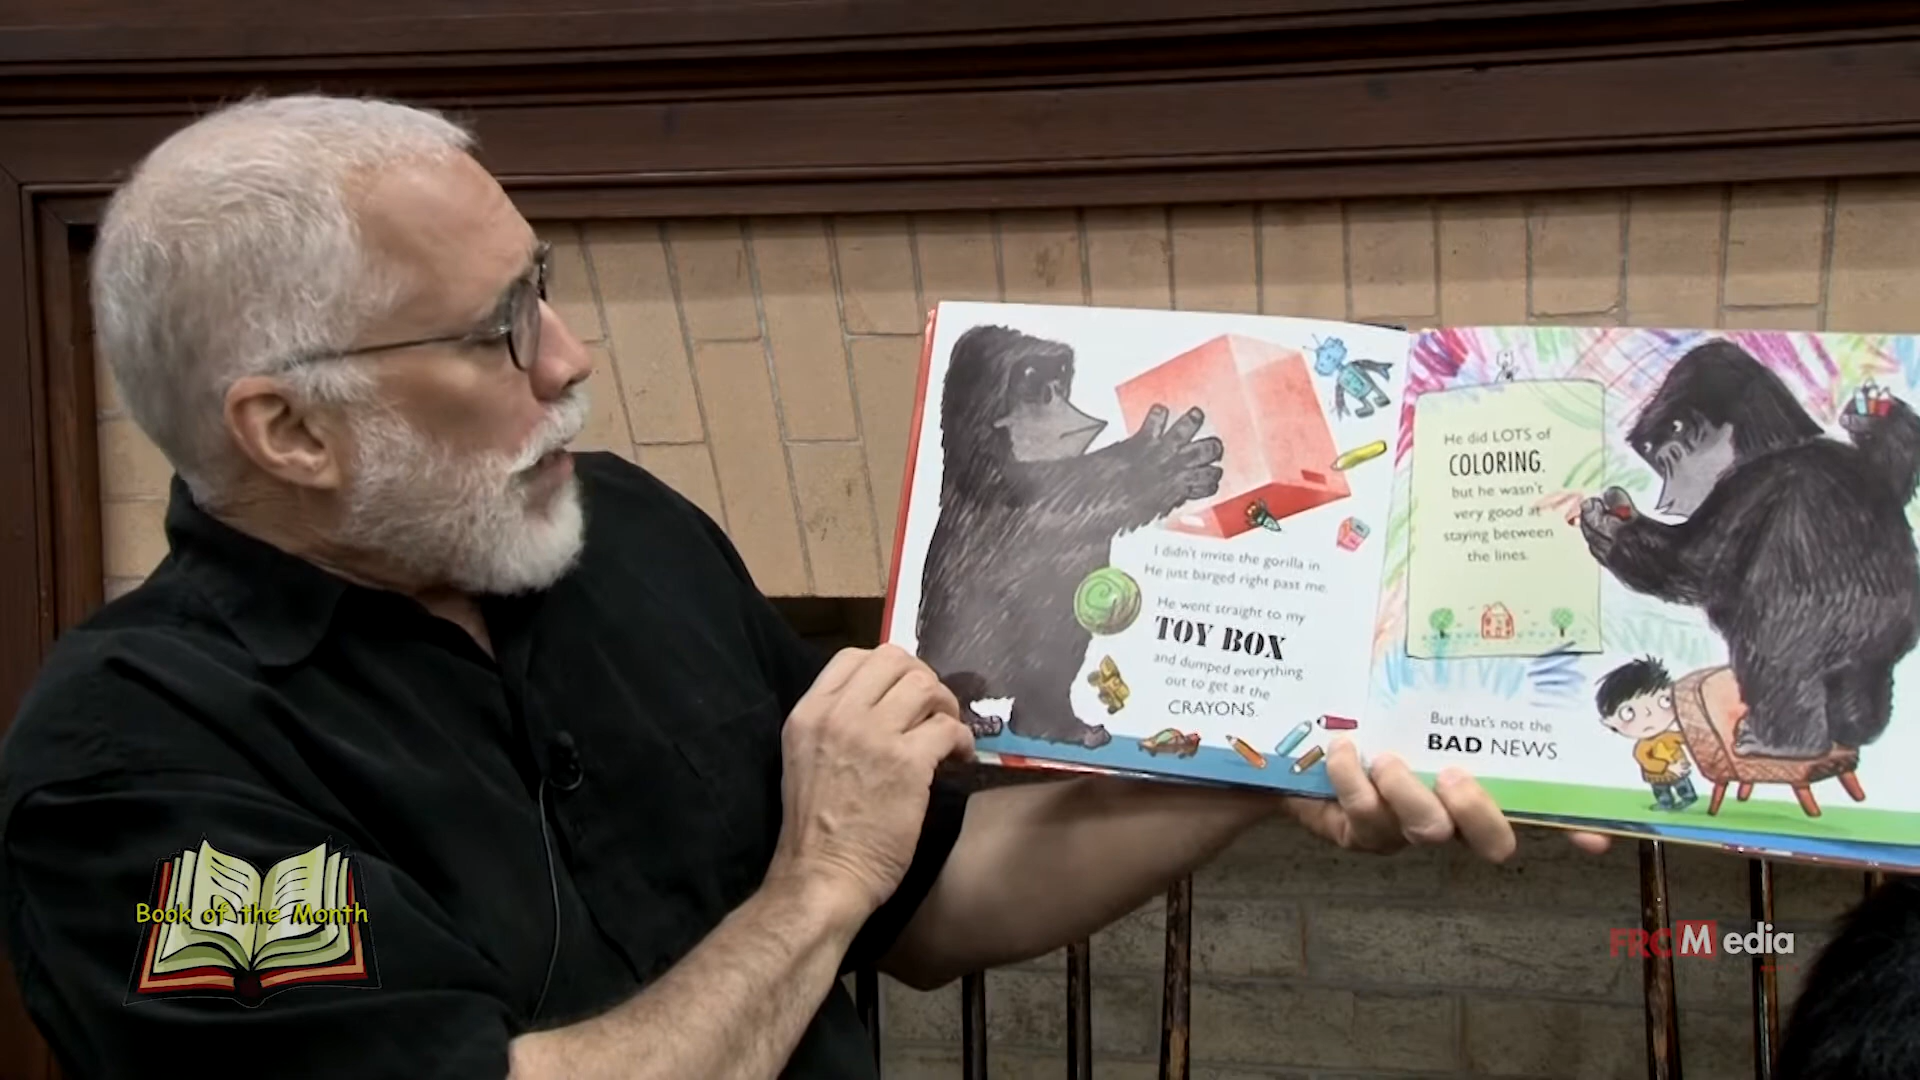 I didn't invite the gorilla in.
He just barged right past me.
He went straight to my
TOY BOX
and dumped everything
out to get at the
CRAYONS.
He did LOTS of
COLORING,
but he wasn't
very good at
staying between
the lines.
But that's not the
BAD NEWS
Book of the Month
FRC Media